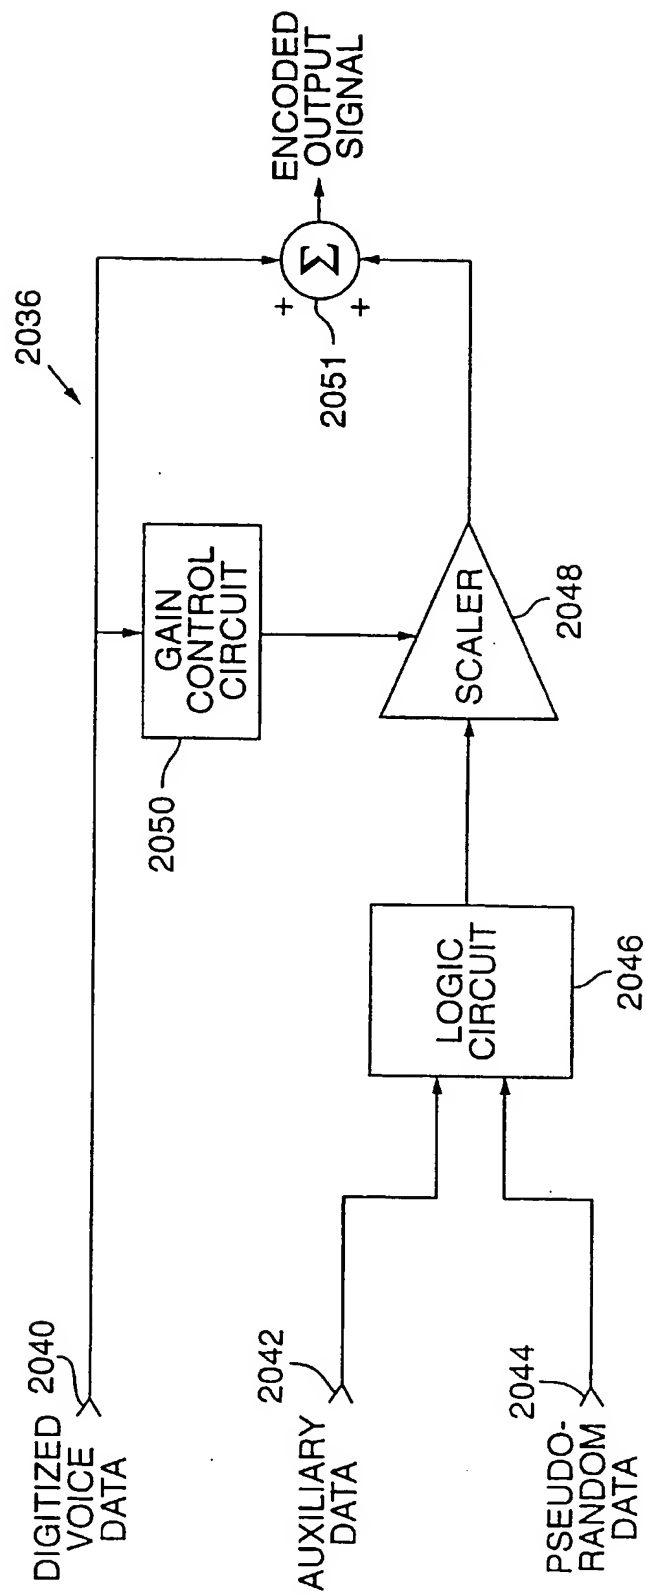 2036
DIGITIZED
VOICE
DATA
2040
GAIN
CONTROL
CIRCUIT
2050
ENCODED
OUTPUT
SIGNAL
Σ
+
+
2051
AUXILIARY
DATA
2042
PSEUDO-
RANDOM
DATA
2044
LOGIC
CIRCUIT
2046
SCALER
2048